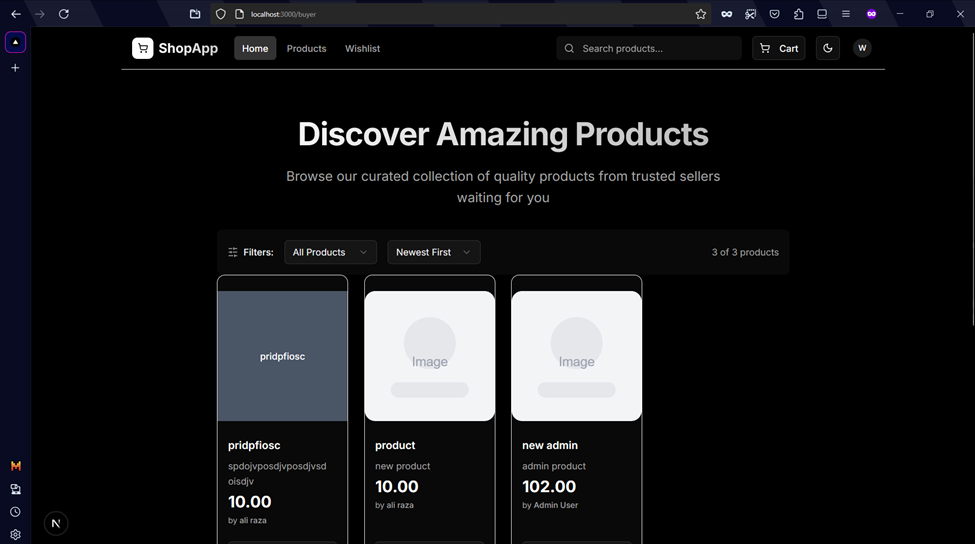 localhost:3000/buyer
ShopApp
Home
Products
Wishlist
Search products...
Cart
W
Discover Amazing Products
Browse our curated collection of quality products from trusted sellers
waiting for you
Filters:
All Products
Newest First
3 of 3 products
pridpfiosc
Image
Image
pridpfiosc
spdojvposdjvposdjvsd
oisdjv
10.00
by ali raza
product
new product
10.00
by ali raza
new admin
admin product
102.00
by Admin User
M
N